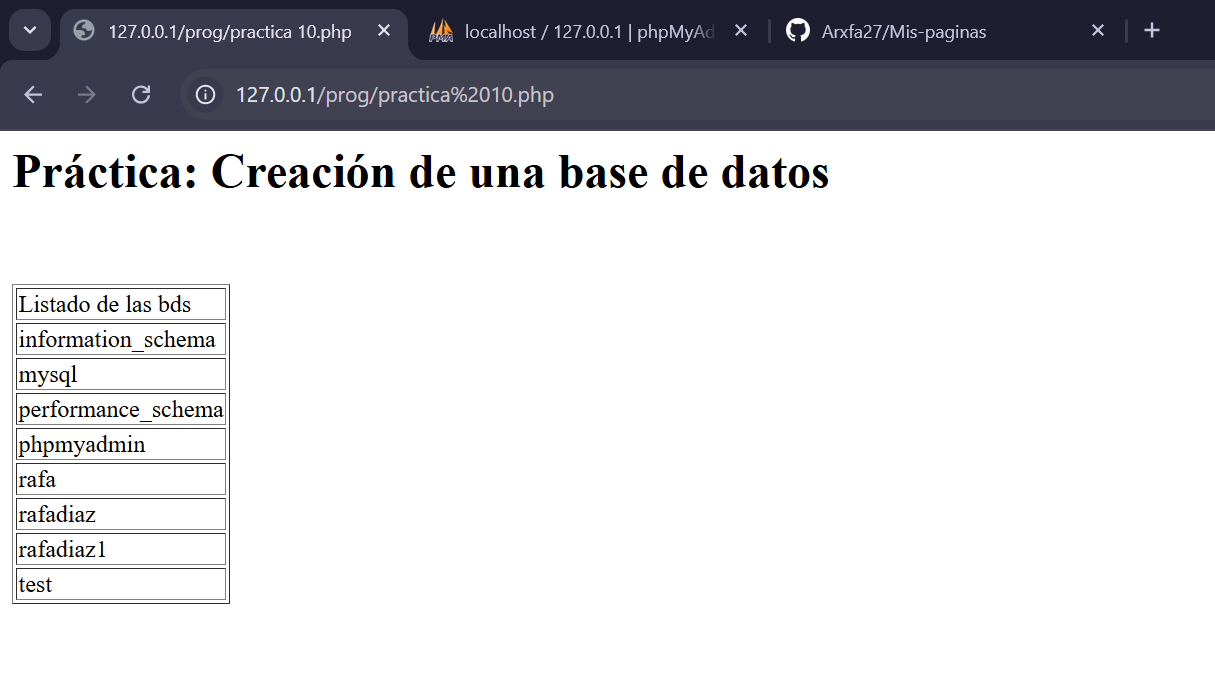 127.0.0.1/prog/practica 10.php
localhost / 127.0.0.1 | phpMyAd
Arxfa27/Mis-paginas
127.0.0.1/prog/practica%2010.php
Práctica: Creación de una base de datos
Listado de las bds
information_schema
mysql
performance_schema
phpmyadmin
rafa
rafadiaz
rafadiaz1
test